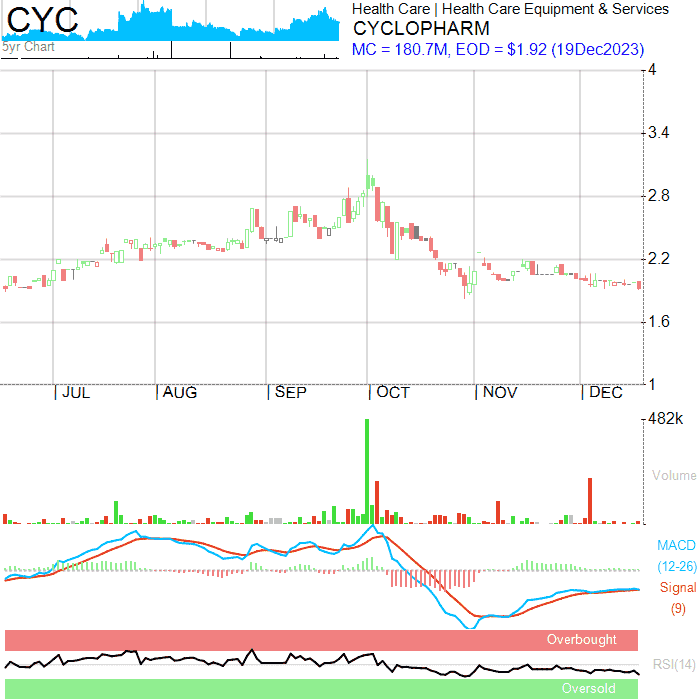 CYC
5yr Chart
Health Care | Health Care Equipment & Services
CYCLOPHARM
MC = 180.7M, EOD = $1.92 (19Dec2023)
4
3.4
2.8
2.2
1.6
1
JUL
AUG
SEP
OCT
NOV
DEC
482k
Volume
MACD
(12-26)
Signal
(9)
Overbought
RSI(14)
Oversold